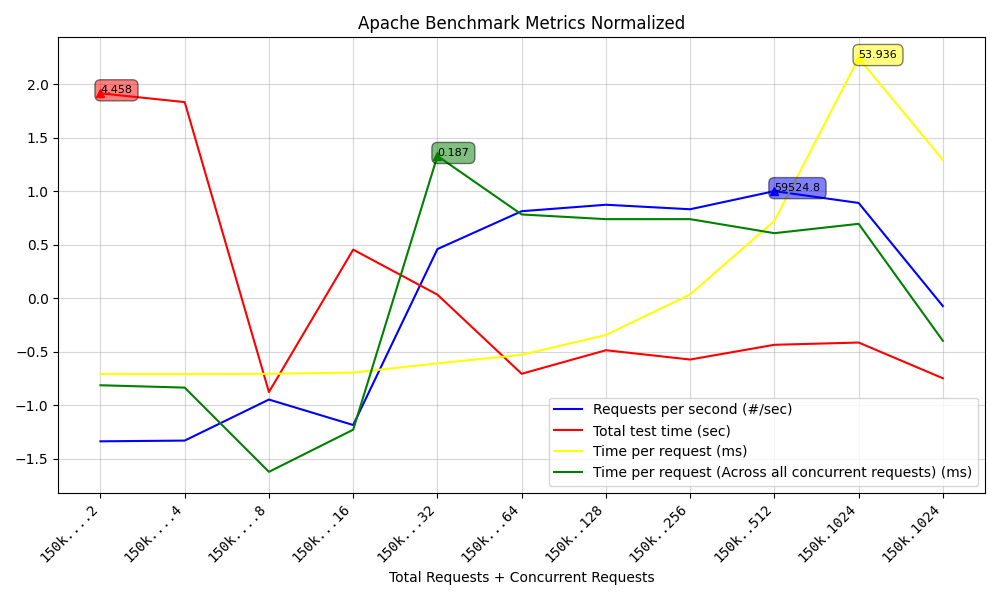 Apache Benchmark Metrics Normalized
2.0
1.5
1.0
0.5
0.0
−0.5
−1.0
−1.5
4.458
0.187
59524.8
53.936
Requests per second (#/sec)
Total test time (sec)
Time per request (ms)
Time per request (Across all concurrent requests) (ms)
150k....2
150k....4
150k....8
150k...16
150k...32
150k...64
150k..128
150k..256
150k..512
150k.1024
150k.1024
Total Requests + Concurrent Requests